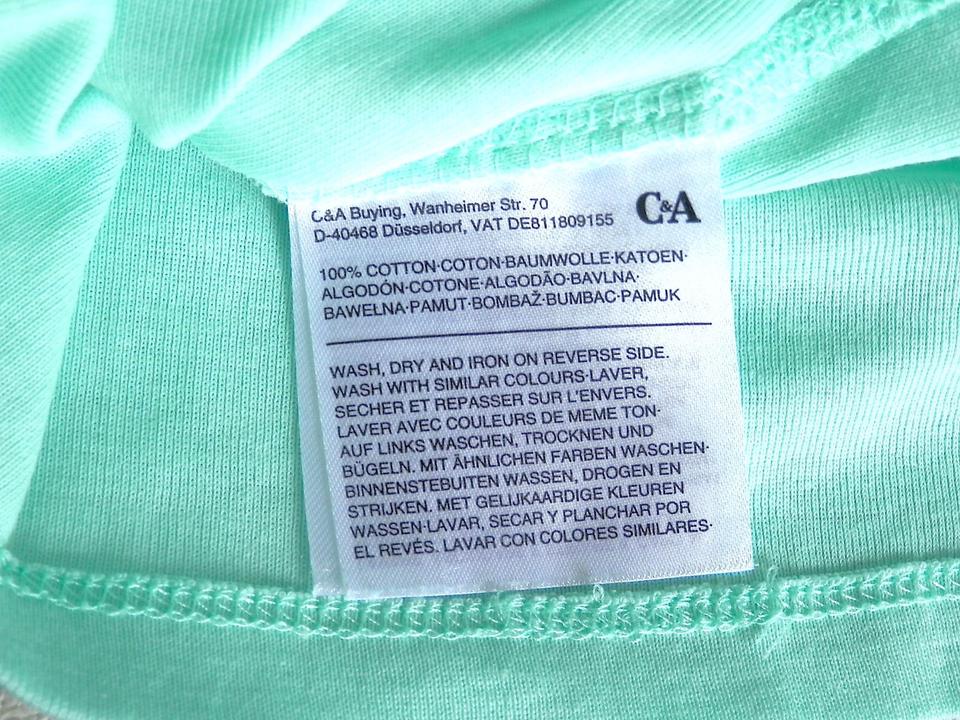 C&A Buying, Wanheimer Str. 70
D-40468 Düsseldorf, VAT DE811809155
C&A
100% COTTON·COTON·BAUMWOLLE·KATOEN·
ALGODÓN·COTONE·ALGODÃO·BAVLNA·
BAWEŁNA·PAMUT·BOMBAŽ·BUMBAC·PAMUK
WASH, DRY AND IRON ON REVERSE SIDE.
WASH WITH SIMILAR COLOURS·LAVER,
SECHER ET REPASSER SUR L'ENVERS.
LAVER AVEC COULEURS DE MEME TON·
AUF LINKS WASCHEN, TROCKNEN UND
BÜGELN. MIT ÄHNLICHEN FARBEN WASCHEN·
BINNENSTEBUITEN WASSEN, DROGEN EN
STRIJKEN. MET GELIJKAARDIGE KLEUREN
WASSEN·LAVAR, SECAR Y PLANCHAR POR
EL REVÉS. LAVAR CON COLORES SIMILARES·